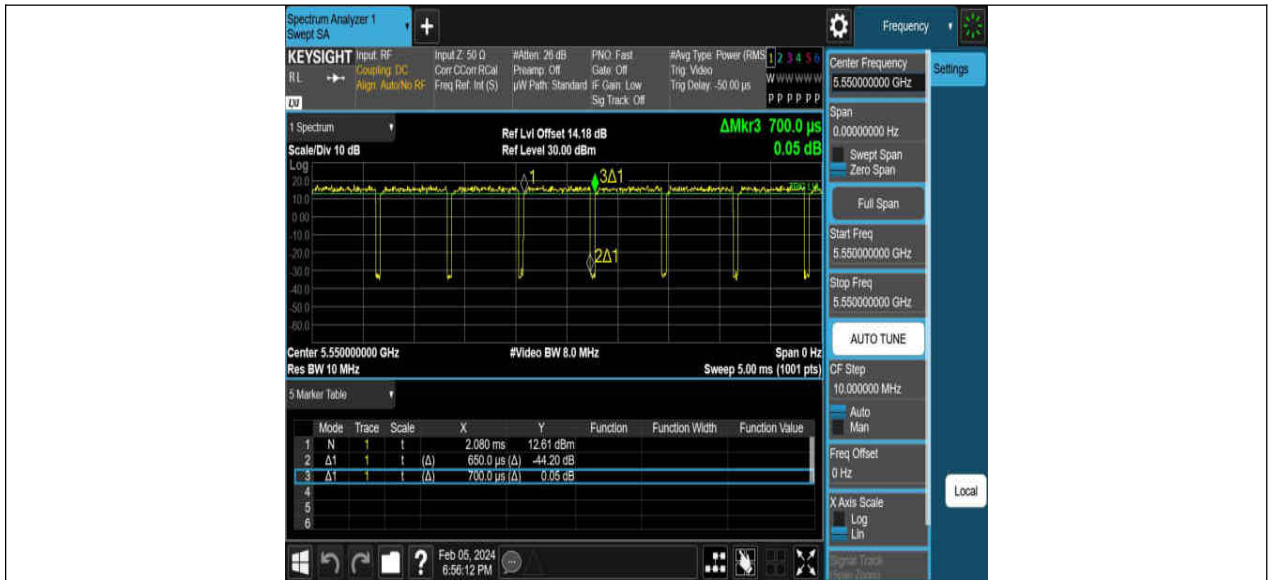 Spectrum Analyzer 1
Swept SA
+
Frequency
KEYSIGHT
RL
LXI
Input: RF
Coupling: DC
Align: Auto/No RF
Input Z: 50 Ω
Corr CCorr RCal
Freq Ref: Int (S)
#Atten: 26 dB
Preamp: Off
µW Path: Standard
PNO: Fast
Gate: Off
IF Gain: Low
Sig Track: Off
#Avg Type: Power (RMS
Trig: Video
Trig Delay: -50.00 µs
1 2 3 4 5 6
W W W W W W
P P P P P P
1 Spectrum
Scale/Div 10 dB
Ref Lvl Offset 14.18 dB
Ref Level 30.00 dBm
ΔMkr3 700.0 µs
0.05 dB
Log
20.0
10.0
0.00
-10.0
-20.0
-30.0
-40.0
-50.0
-60.0
1
3Δ1
2Δ1
Center 5.550000000 GHz
#Video BW 8.0 MHz
Span 0 Hz
Res BW 10 MHz
Sweep 5.00 ms (1001 pts)
5 Marker Table
Mode Trace Scale X Y Function Function Width Function Value
1 N 1 t 2.080 ms 12.61 dBm
2 Δ1 1 t (Δ) 650.0 µs (Δ) -44.20 dB
3 Δ1 1 t (Δ) 700.0 µs (Δ) 0.05 dB
4
5
6
?
Feb 05, 2024
6:56:12 PM
Center Frequency
5.550000000 GHz
Settings
Span
0.00000000 Hz
Swept Span
Zero Span
Full Span
Start Freq
5.550000000 GHz
Stop Freq
5.550000000 GHz
AUTO TUNE
CF Step
10.000000 MHz
Auto
Man
Freq Offset
0 Hz
X Axis Scale
Log
Lin
Local
Signal Track
(Span Zoom)